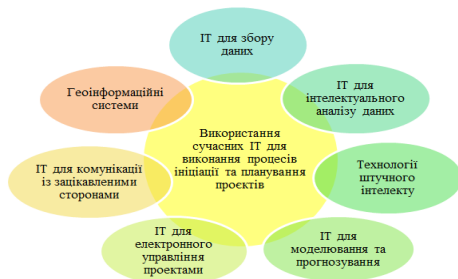 ІТ для збору
даних
ІТ для
інтелектуального
аналізу даних
Технології
штучного
інтелекту
ІТ для
моделювання та
прогнозування
ІТ для
електронного
управління
проектами
ІТ для комунікації
із зацікавленими
сторонами
Геоінформаційні
системи
Використання
сучасних ІТ для
виконання процесів
ініціації та планування
проєктів